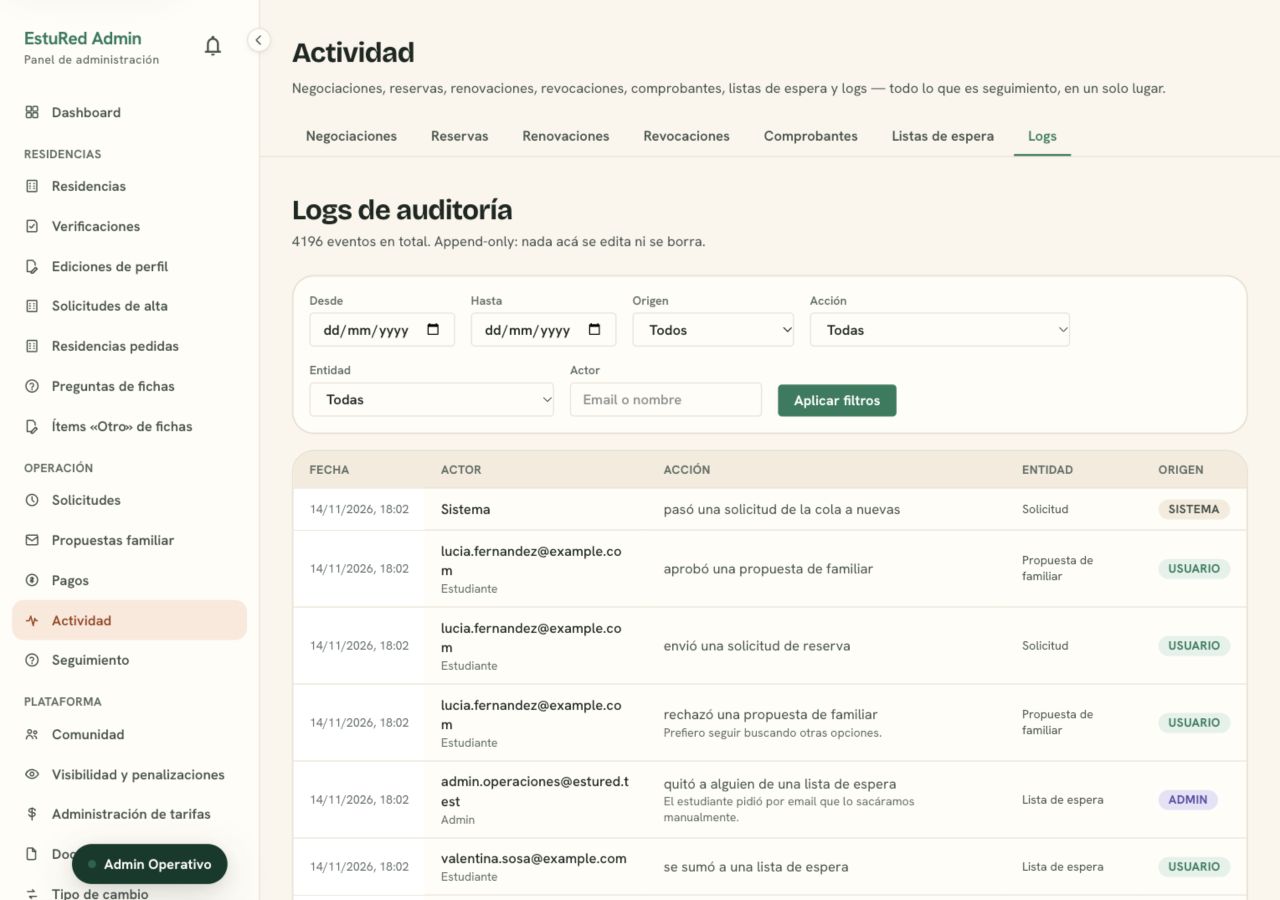 EstuRed Admin
Panel de administración
Dashboard
RESIDENCIAS
Residencias
Verificaciones
Ediciones de perfil
Solicitudes de alta
Residencias pedidas
Preguntas de fichas
Ítems «Otro» de fichas
OPERACIÓN
Solicitudes
Propuestas familiar
Pagos
Actividad
Seguimiento
PLATAFORMA
Comunidad
Visibilidad y penalizaciones
Administración de tarifas
Admin Operativo
Tipo de cambio
Actividad
Negociaciones, reservas, renovaciones, revocaciones, comprobantes, listas de espera y logs — todo lo que es seguimiento, en un solo lugar.
Negociaciones Reservas Renovaciones Revocaciones Comprobantes Listas de espera Logs
Logs de auditoría
4196 eventos en total. Append-only: nada acá se edita ni se borra.
Desde Hasta Origen Acción
dd/mm/yyyy dd/mm/yyyy Todos Todas
Entidad Actor
Todas Email o nombre Aplicar filtros
FECHA ACTOR ACCIÓN ENTIDAD ORIGEN
14/11/2026, 18:02 Sistema pasó una solicitud de la cola a nuevas Solicitud SISTEMA
lucia.fernandez@example.co
m
Estudiante
14/11/2026, 18:02 aprobó una propuesta de familiar
Propuesta de
familiar
USUARIO
lucia.fernandez@example.co
m
Estudiante
14/11/2026, 18:02 envió una solicitud de reserva Solicitud USUARIO
lucia.fernandez@example.co
m
Estudiante
14/11/2026, 18:02 rechazó una propuesta de familiar
Prefiero seguir buscando otras opciones.
Propuesta de
familiar
USUARIO
admin.operaciones@estured.t
est
Admin
14/11/2026, 18:02 quitó a alguien de una lista de espera
El estudiante pidió por email que lo sacáramos
manualmente.
Lista de espera ADMIN
valentina.sosa@example.com
Estudiante
14/11/2026, 18:02 se sumó a una lista de espera Lista de espera USUARIO